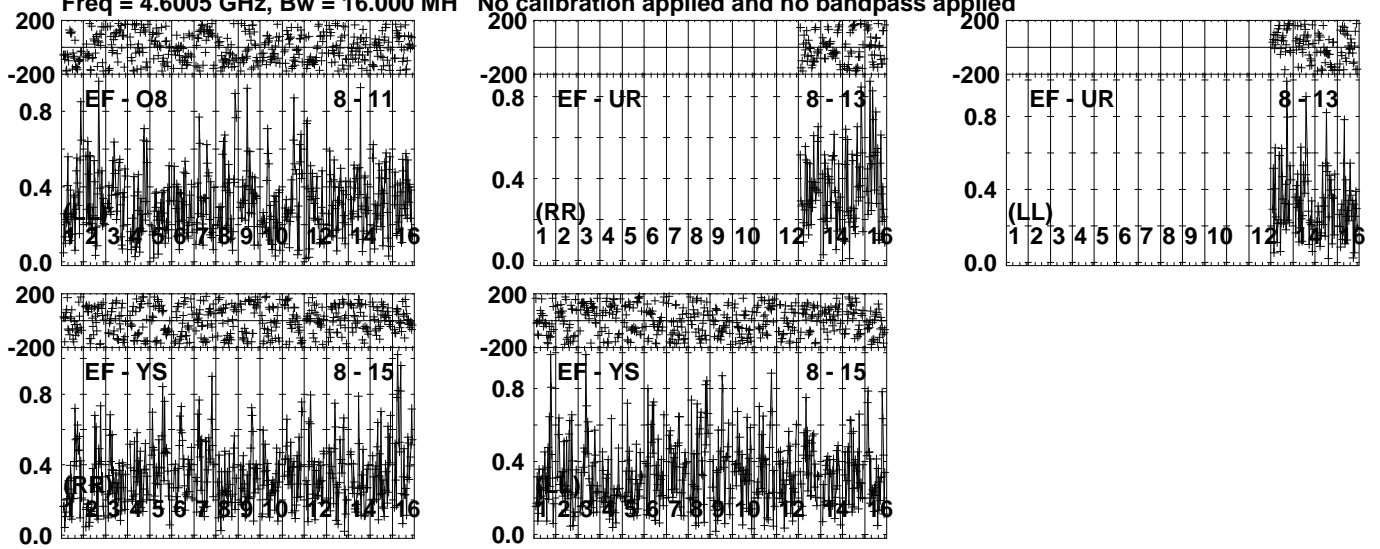 Freq = 4.6005 GHz, Bw = 16.000 MH No calibration applied and no bandpass applied
200
-200
EF - O8 8 - 11
0.8
0.4
(LL)
1 2 3 4 5 6 7 8 9 10 12 14 16
0.0
200
-200
EF - UR 8 - 13
0.8
0.4
(RR)
1 2 3 4 5 6 7 8 9 10 12 14 16
0.0
200
-200
EF - UR 8 - 13
0.8
0.4
(LL)
1 2 3 4 5 6 7 8 9 10 12 14 16
0.0
200
-200
EF - YS 8 - 15
0.8
0.4
(RR)
1 2 3 4 5 6 7 8 9 10 12 14 16
0.0
200
-200
EF - YS 8 - 15
0.8
0.4
(LL)
1 2 3 4 5 6 7 8 9 10 12 14 16
0.0